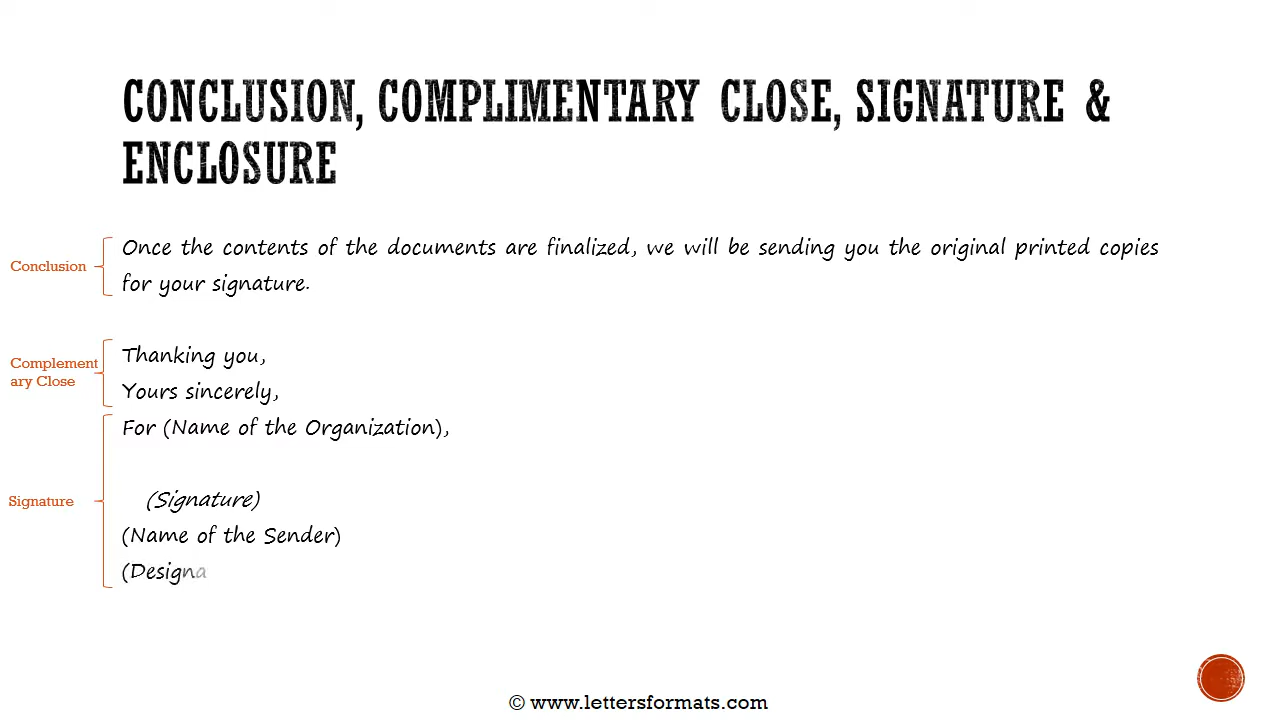 CONCLUSION, COMPLIMENTARY CLOSE, SIGNATURE &
ENCLOSURE
Conclusion
Once the contents of the documents are finalized, we will be sending you the original printed copies
for your signature.
Complement
ary Close
Thanking you,
Yours sincerely,
For (Name of the Organization),
Signature
(Signature)
(Name of the Sender)
(Designa
© www.lettersformats.com